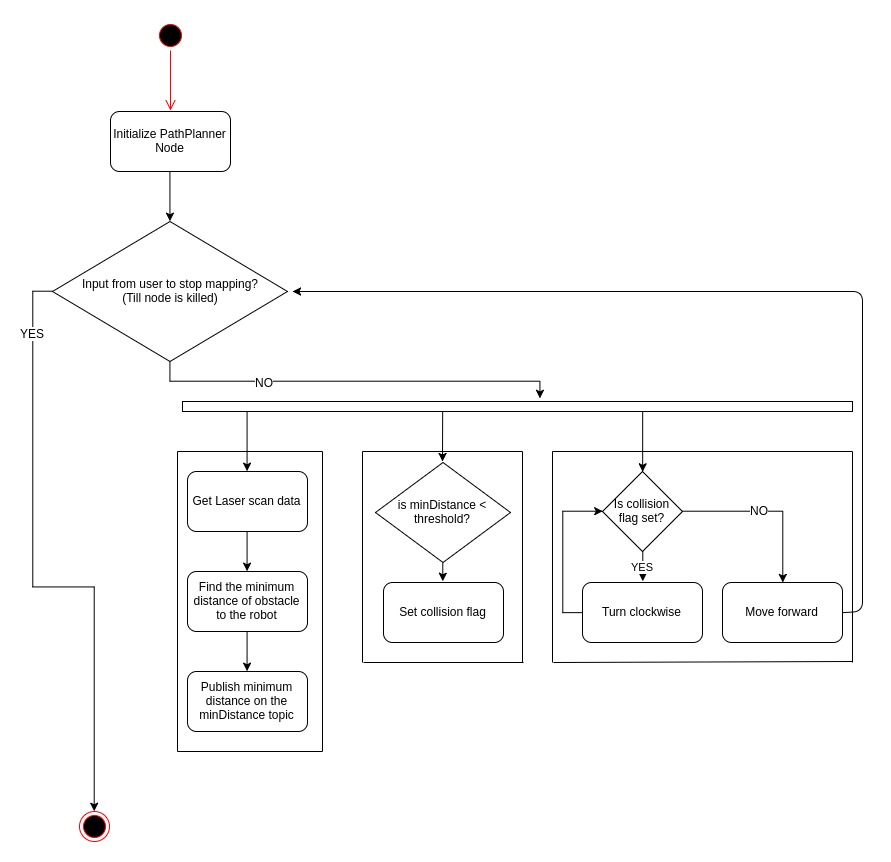 Initialize PathPlanner
Node
Input from user to stop mapping?
(Till node is killed)
YES
NO
Get Laser scan data
Find the minimum
distance of obstacle
to the robot
Publish minimum
distance on the
minDistance topic
is minDistance <
threshold?
Set collision flag
Is collision
flag set?
NO
YES
Turn clockwise
Move forward